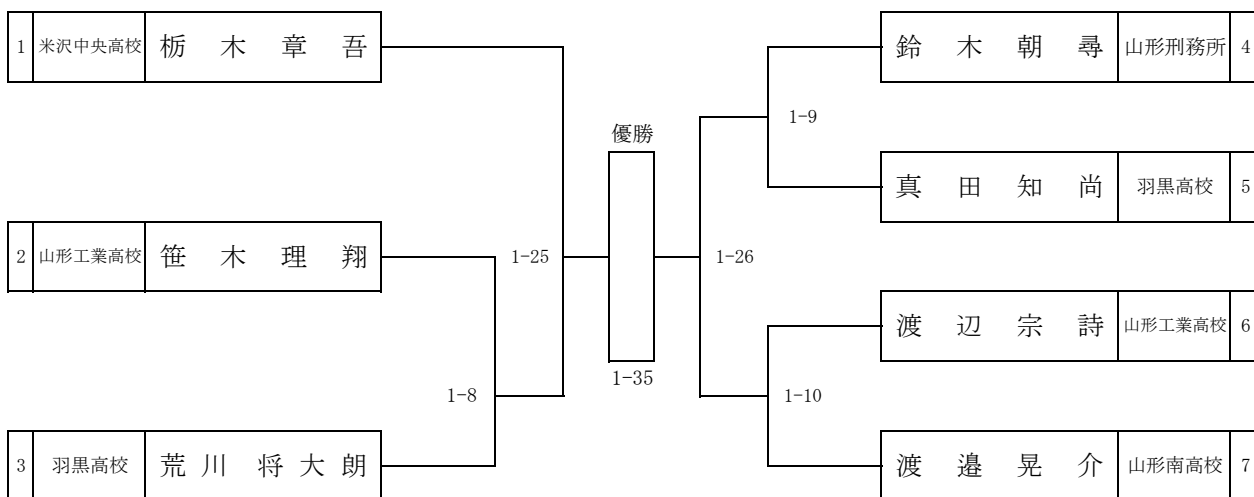 1 米沢中央高校 栃木章吾
2 山形工業高校 笹木理翔
3 羽黒高校 荒川将大朗
1-8
1-25
優勝
1-35
1-26
1-9
1-10
鈴木朝尋 山形刑務所 4
真田知尚 羽黒高校 5
渡辺宗詩 山形工業高校 6
渡邉晃介 山形南高校 7